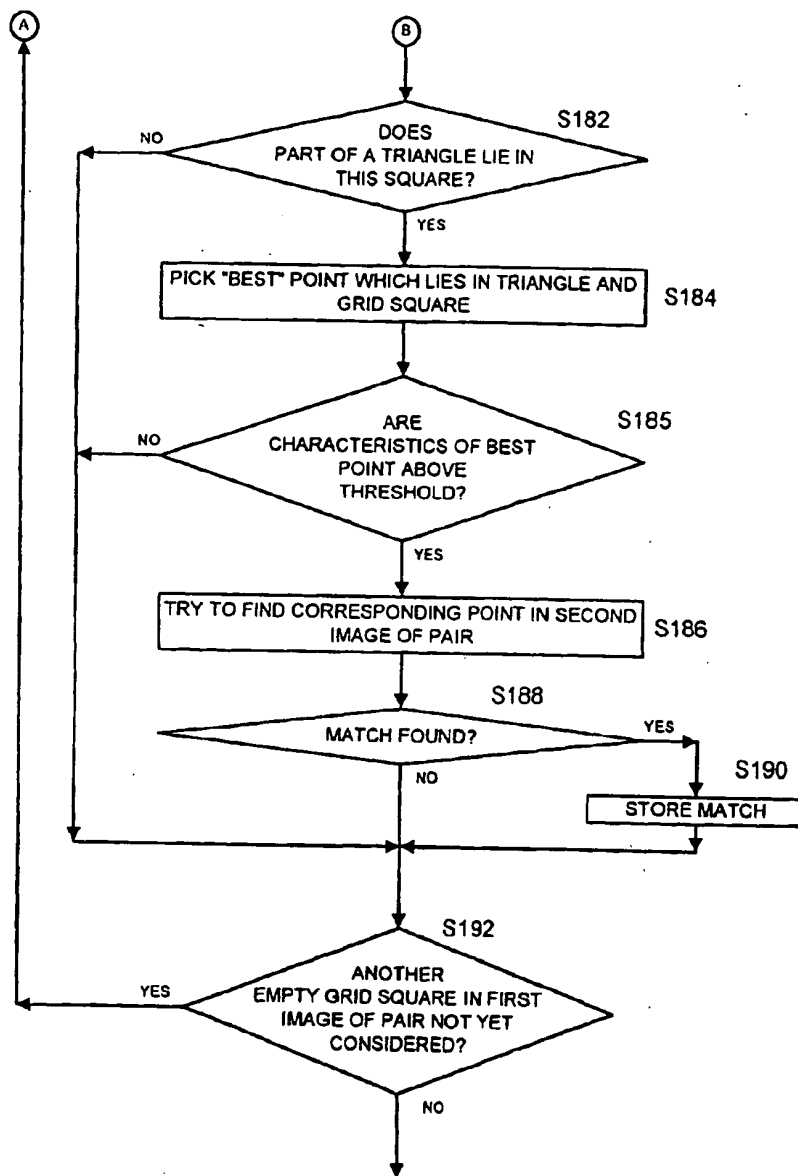 A
B
S182
DOES
PART OF A TRIANGLE LIE IN
THIS SQUARE?
NO
YES
PICK "BEST" POINT WHICH LIES IN TRIANGLE AND
GRID SQUARE
S184
S185
ARE
CHARACTERISTICS OF BEST
POINT ABOVE
THRESHOLD?
NO
YES
TRY TO FIND CORRESPONDING POINT IN SECOND
IMAGE OF PAIR
S186
S188
MATCH FOUND?
YES
NO
S190
STORE MATCH
S192
ANOTHER
EMPTY GRID SQUARE IN FIRST
IMAGE OF PAIR NOT YET
CONSIDERED?
YES
NO